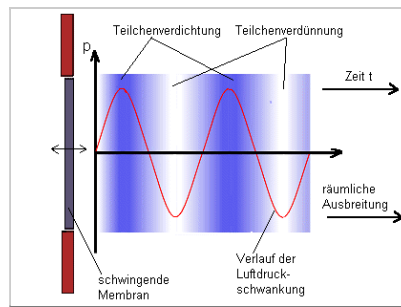 Teilchenverdichtung
Teilchenverdünnung
p
Zeit t
räumliche
Ausbreitung
schwingende
Membran
Verlauf der
Luftdruck-
schwankung